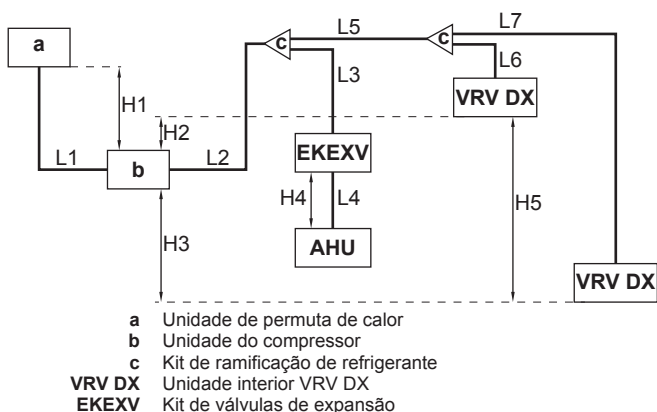 a
b
c
c
L1
L2
L3
L4
L5
L6
L7
H1
H2
H3
H4
H5
VRV DX
EKEXV
AHU
VRV DX
a Unidade de permuta de calor
b Unidade do compressor
c Kit de ramificação de refrigerante
VRV DX Unidade interior VRV DX
EKEXV Kit de válvulas de expansão